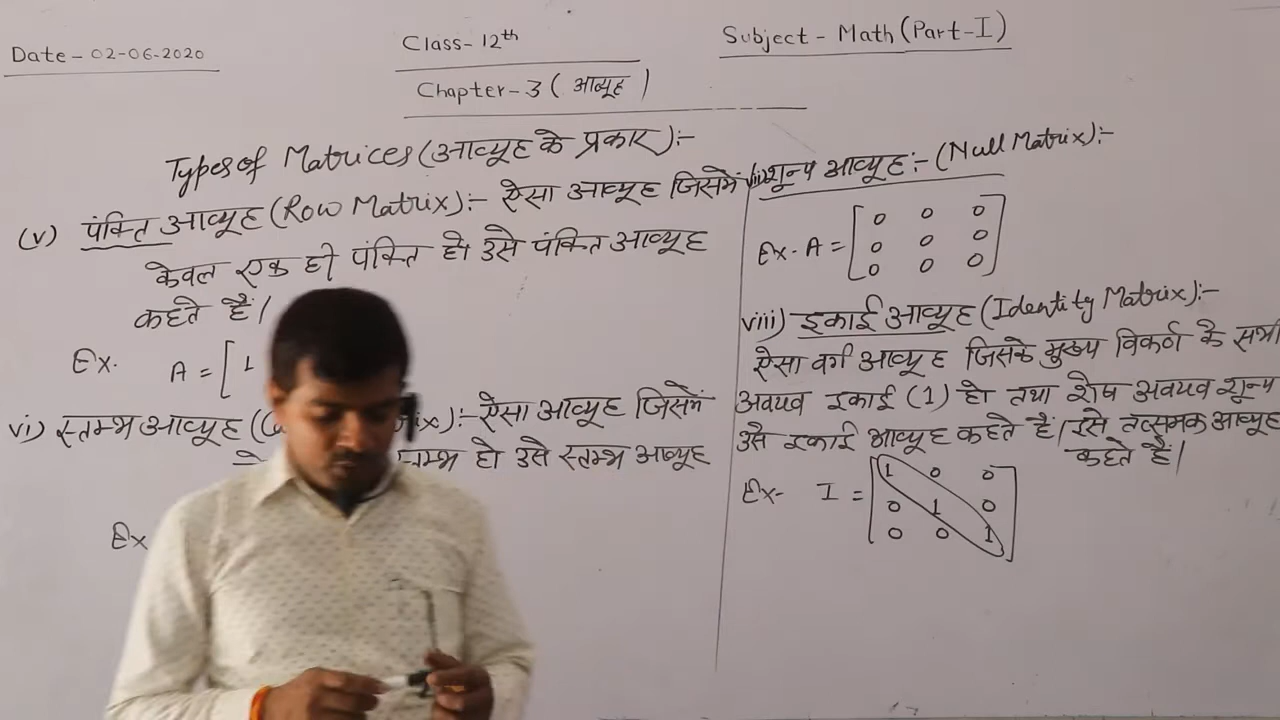 Date - 02-06-2020
Class- 12th
Subject - Math (Part-I)
Chapter-3 ( आव्यूह )
Types of Matrices (आव्यूह के प्रकार):-
(v) पंक्ति आव्यूह (Row Matrix):- ऐसा आव्यूह जिसमें
केवल एक ही पंक्ति हो उसे पंक्ति आव्यूह
कहते हैं।
Ex. A = [ 1
vi) स्तम्भ आव्यूह ( :- ऐसा आव्यूह जिसमें
हो उसे स्तम्भ आव्यूह
Ex
शून्य आव्यूह:- (Null Matrix):-
Ex. A = [ 0 0 0
0 0 0
0 0 0 ]
viii) इकाई आव्यूह (Identity Matrix):-
ऐसा वर्ग आव्यूह जिसके मुख्य विकर्ण के सभी
अवयव इकाई (1) हो तथा शेष अवयव शून्य
उसे इकाई आव्यूह कहते हैं। इसे तत्समक आव्यूह
कहते हैं।
Ex- I = [ 1 0 0
0 1 0
0 0 1 ]